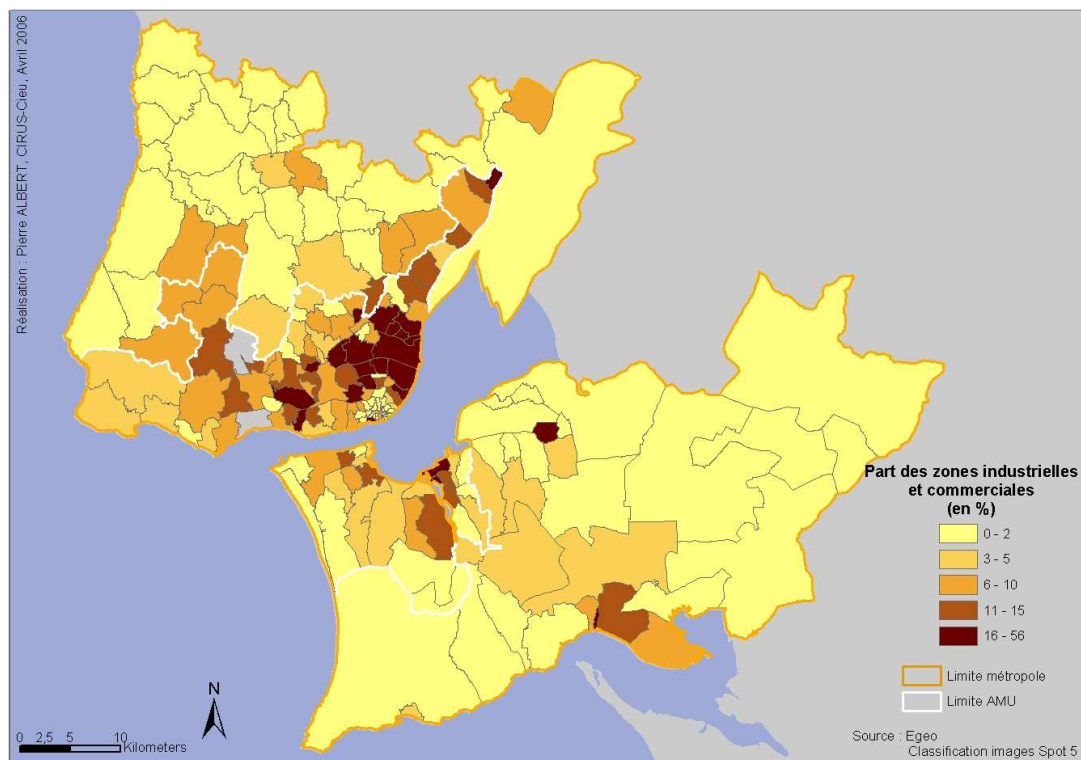 Réalisation : Pierre ALBERT, CIRUS-Cieu, Avril 2006
Part des zones industrielles
et commerciales
(en %)
0 - 2
3 - 5
6 - 10
11 - 15
16 - 56
Limite métropole
Limite AMU
N
0 2,5 5 10
Kilometers
Source : Egeo
Classification images Spot 5